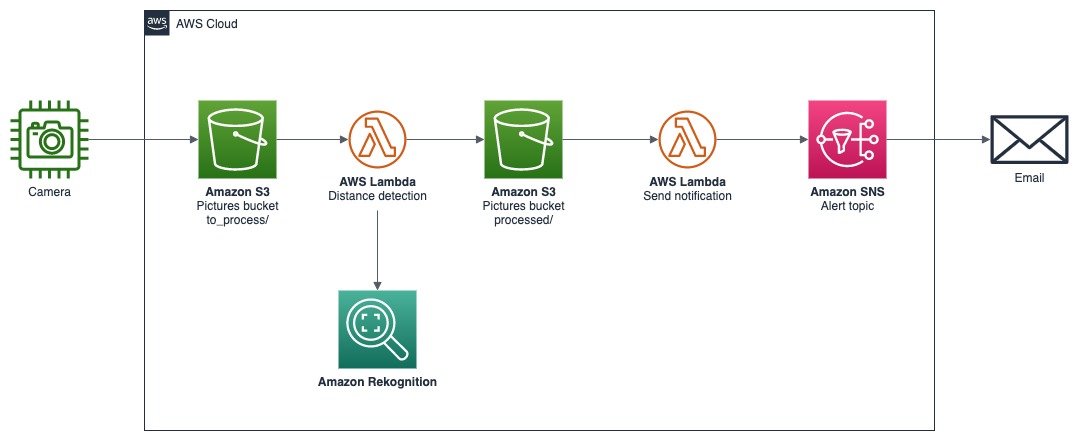 aws
AWS Cloud
Camera
Amazon S3
Pictures bucket
to_process/
AWS Lambda
Distance detection
Amazon S3
Pictures bucket
processed/
AWS Lambda
Send notification
Amazon SNS
Alert topic
Email
Amazon Rekognition